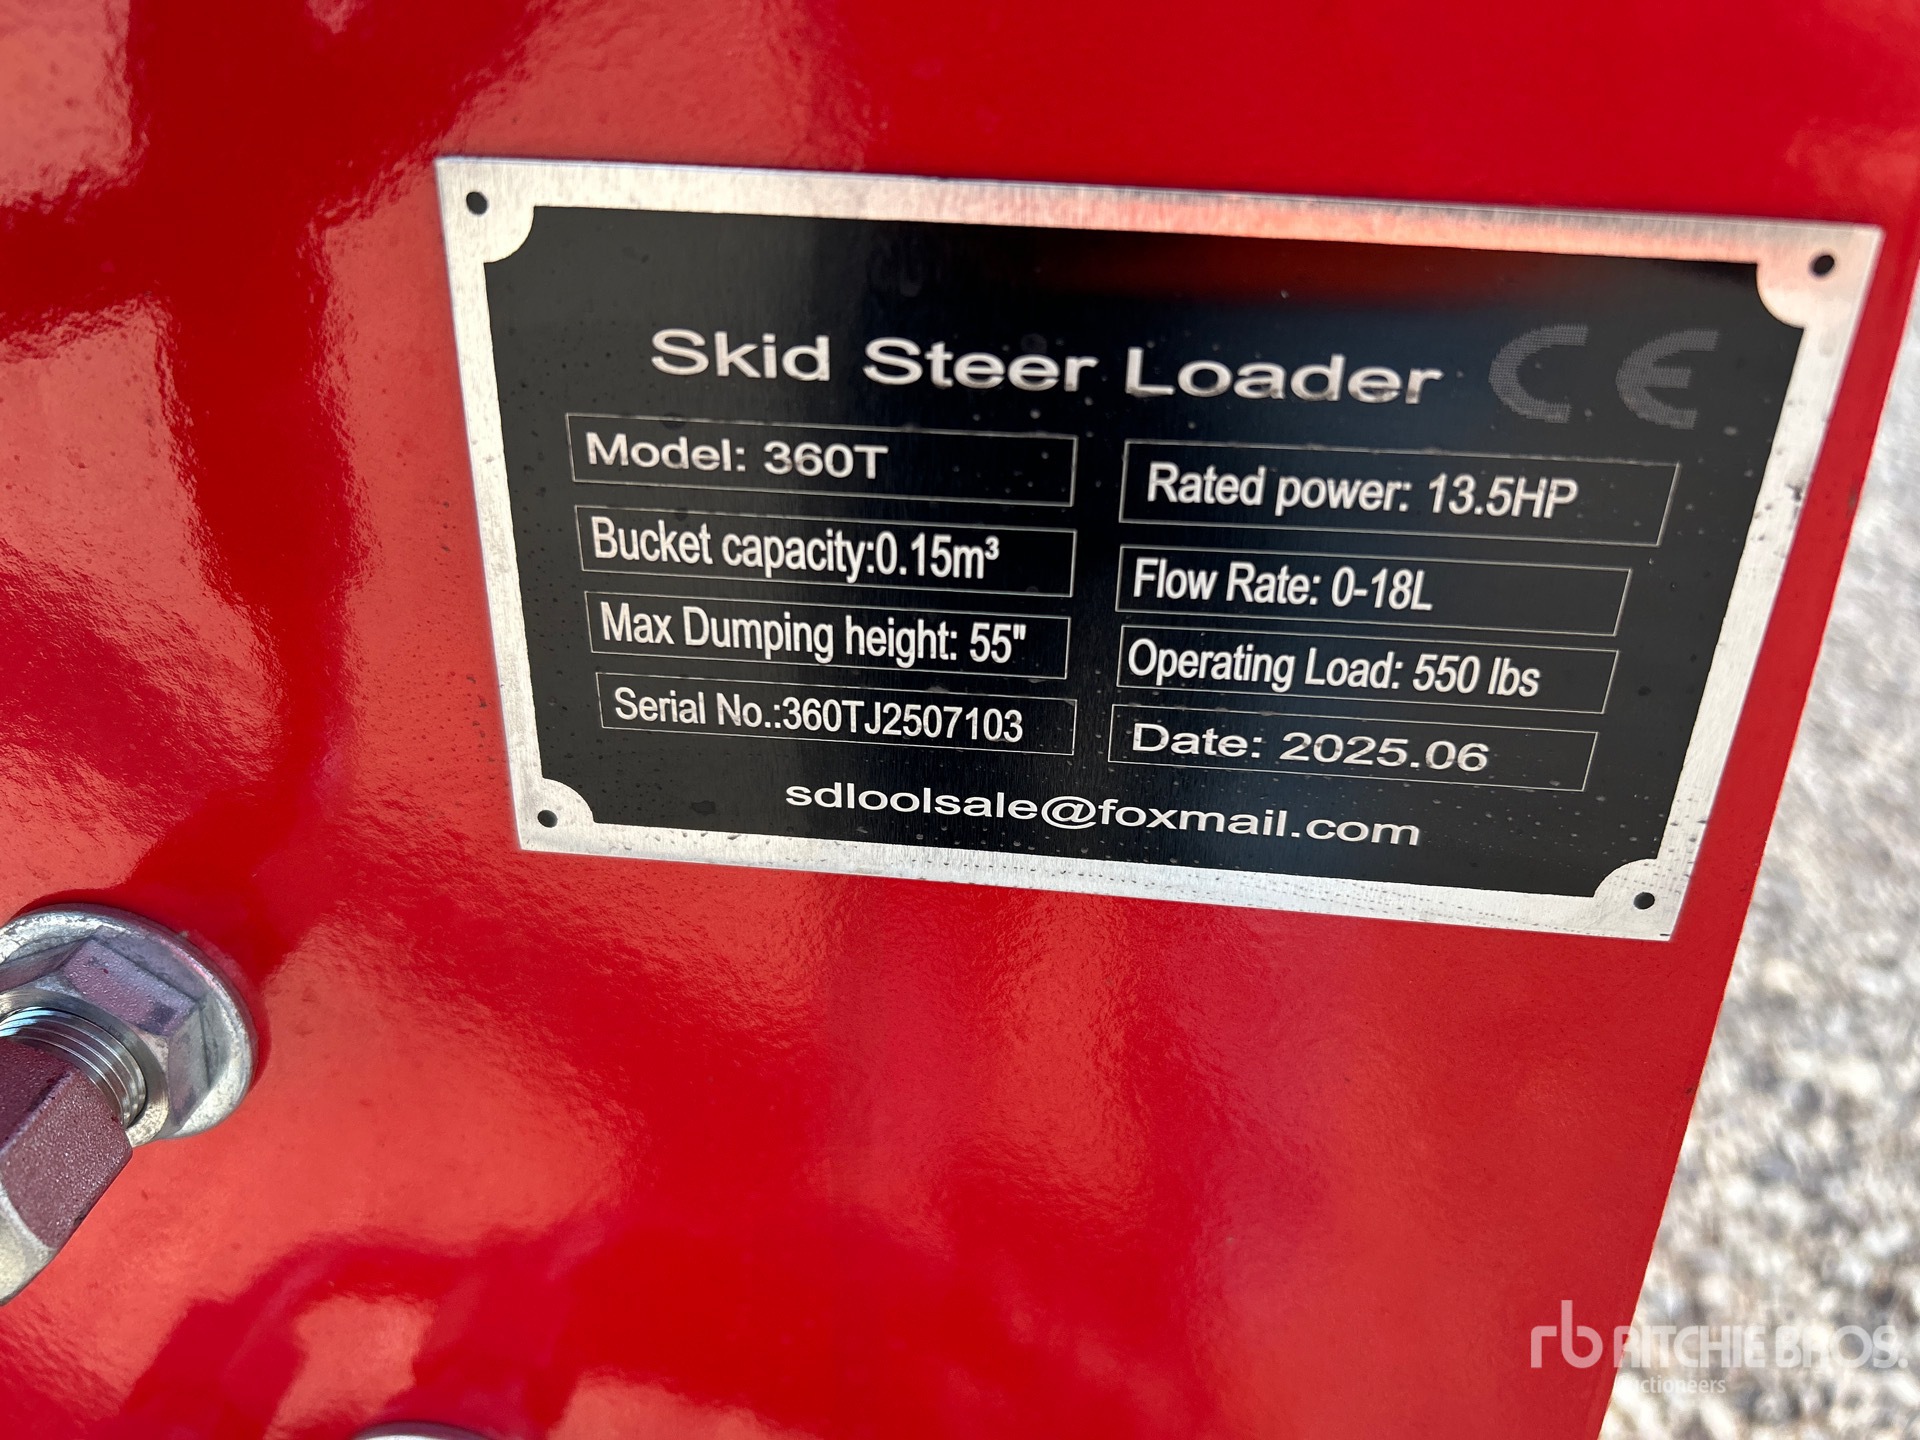 Skid Steer Loader CE
Model: 360T
Rated power: 13.5HP
Bucket capacity:0.15m³
Flow Rate: 0-18L
Max Dumping height: 55"
Operating Load: 550 lbs
Serial No.:360TJ2507103
Date: 2025.06
sdloolsale@foxmail.com
rb RITCHIE BROS.
Auctioneers